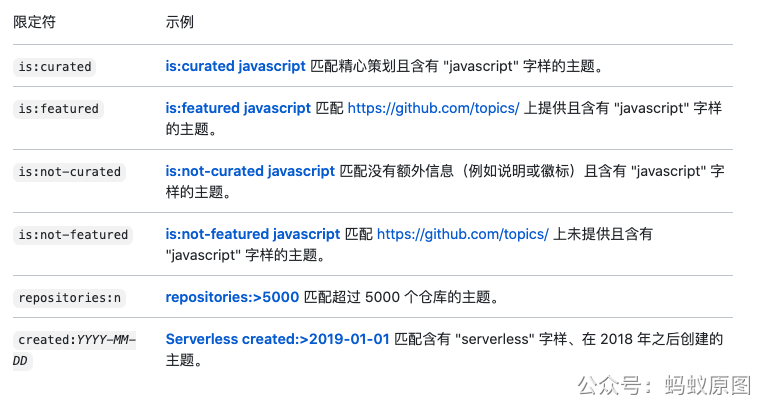 限定符 示例
is:curated is:curated javascript 匹配精心策划且含有 "javascript" 字样的主题。
is:featured is:featured javascript 匹配 https://github.com/topics/ 上提供且含有 "javascript" 字样
的主题。
is:not-curated is:not-curated javascript 匹配没有额外信息（例如说明或徽标）且含有 "javascript" 字
样的主题。
is:not-featured is:not-featured javascript 匹配 https://github.com/topics/ 上未提供且含有
"javascript" 字样的主题。
repositories:n repositories:>5000 匹配超过 5000 个仓库的主题。
created:YYYY-MM- Serverless created:>2019-01-01 匹配含有 "serverless" 字样、在 2018 年之后创建的
DD 主题。
公众号：蚂蚁原图